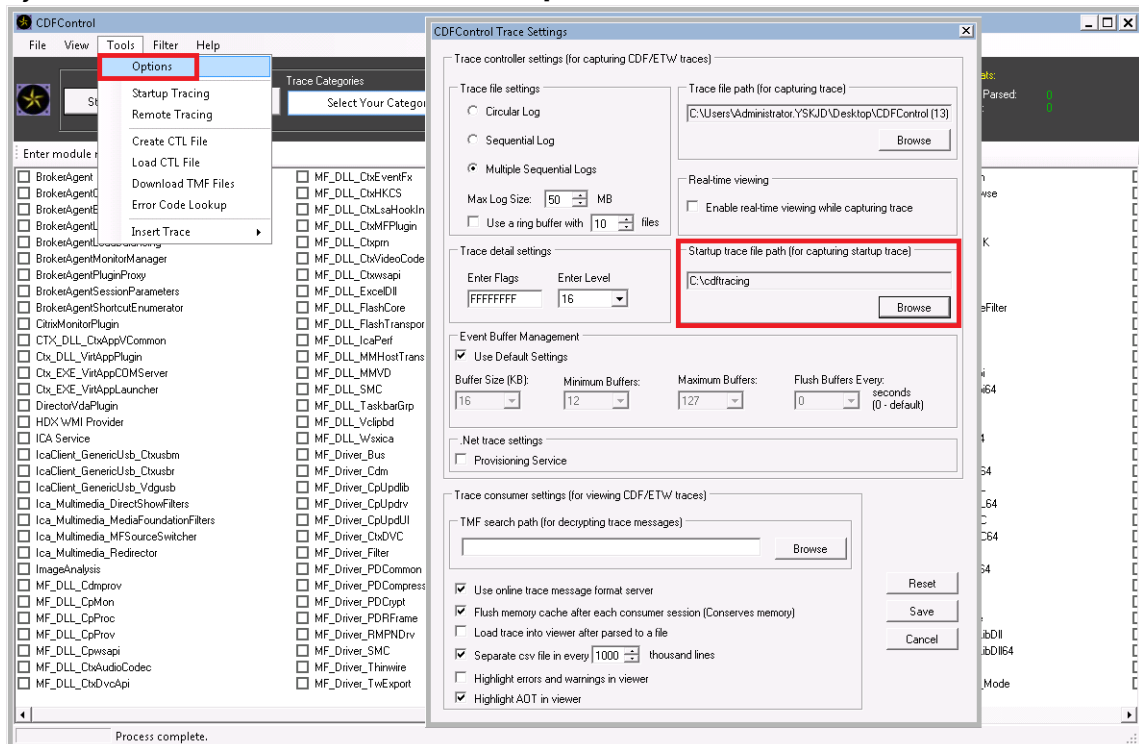 CDFControl
File View Tools Filter Help
Options
Startup Tracing
Remote Tracing
Create CTL File
Load CTL File
Download TMF Files
Error Code Lookup
Insert Trace
Trace Categories
Select Your Catego
Parsed: 0
0
Enter module
BrokerAgent
BrokerAgentMonitorManager
BrokerAgentPluginProxy
BrokerAgentSessionParameters
BrokerAgentShortcutEnumerator
CitrixMonitorPlugin
CTX_DLL_CtxAppVCommon
Ctx_DLL_VirtAppPlugin
Ctx_EXE_VirtAppCOMServer
Ctx_EXE_VirtAppLauncher
DirectorVdaPlugin
HDX WMI Provider
ICA Service
IcaClient_GenericUsb_Ctxusbm
IcaClient_GenericUsb_Ctxusbr
IcaClient_GenericUsb_Vdgusb
Ica_Multimedia_DirectShowFilters
Ica_Multimedia_MediaFoundationFilters
Ica_Multimedia_MFSourceSwitcher
Ica_Multimedia_Redirector
ImageAnalysis
MF_DLL_Cdmprov
MF_DLL_CpMon
MF_DLL_CpProc
MF_DLL_CpProv
MF_DLL_Cpwsapi
MF_DLL_CtxAudioCodec
MF_DLL_CtxDvcApi
MF_DLL_CtxEventFx
MF_DLL_CtxHKCS
MF_DLL_CtxLsaHookIn
MF_DLL_CtxMFPlugin
MF_DLL_Ctxprn
MF_DLL_CtxVideoCode
MF_DLL_Ctxwsapi
MF_DLL_ExcelDll
MF_DLL_FlashCore
MF_DLL_FlashTranspor
MF_DLL_IcaPerf
MF_DLL_MMHostTrans
MF_DLL_MMVD
MF_DLL_SMC
MF_DLL_TaskbarGrp
MF_DLL_Vclipbd
MF_DLL_Wsxica
MF_Driver_Bus
MF_Driver_Cdm
MF_Driver_CpUpdlib
MF_Driver_CpUpdrv
MF_Driver_CpUpdUI
MF_Driver_CtxDVC
MF_Driver_Filter
MF_Driver_PDCommon
MF_Driver_PDCompress
MF_Driver_PDCrypt
MF_Driver_PDRFrame
MF_Driver_RMPNDrv
MF_Driver_SMC
MF_Driver_Thinwire
MF_Driver_TwExport
CDFControl Trace Settings
Trace controller settings (for capturing CDF/ETW traces)
Trace file settings
Circular Log
Sequential Log
Multiple Sequential Logs
Max Log Size: 50 MB
Use a ring buffer with 10 files
Trace file path (for capturing trace)
C:\Users\Administrator.YSKJD\Desktop\CDFControl (13)
Browse
Real-time viewing
Enable real-time viewing while capturing trace
Trace detail settings
Enter Flags Enter Level
FFFFFFFF 16
Startup trace file path (for capturing startup trace)
C:\cdftracing
Browse
Event Buffer Management
Use Default Settings
Buffer Size (KB): Minimum Buffers: Maximum Buffers: Flush Buffers Every:
16 12 127 0 seconds
(0 - default)
.Net trace settings
Provisioning Service
Trace consumer settings (for viewing CDF/ETW traces)
TMF search path (for decrypting trace messages)
Browse
Use online trace message format server
Flush memory cache after each consumer session (Conserves memory)
Load trace into viewer after parsed to a file
Separate csv file in every 1000 thousand lines
Highlight errors and warnings in viewer
Highlight AOT in viewer
Reset
Save
Cancel
Process complete.